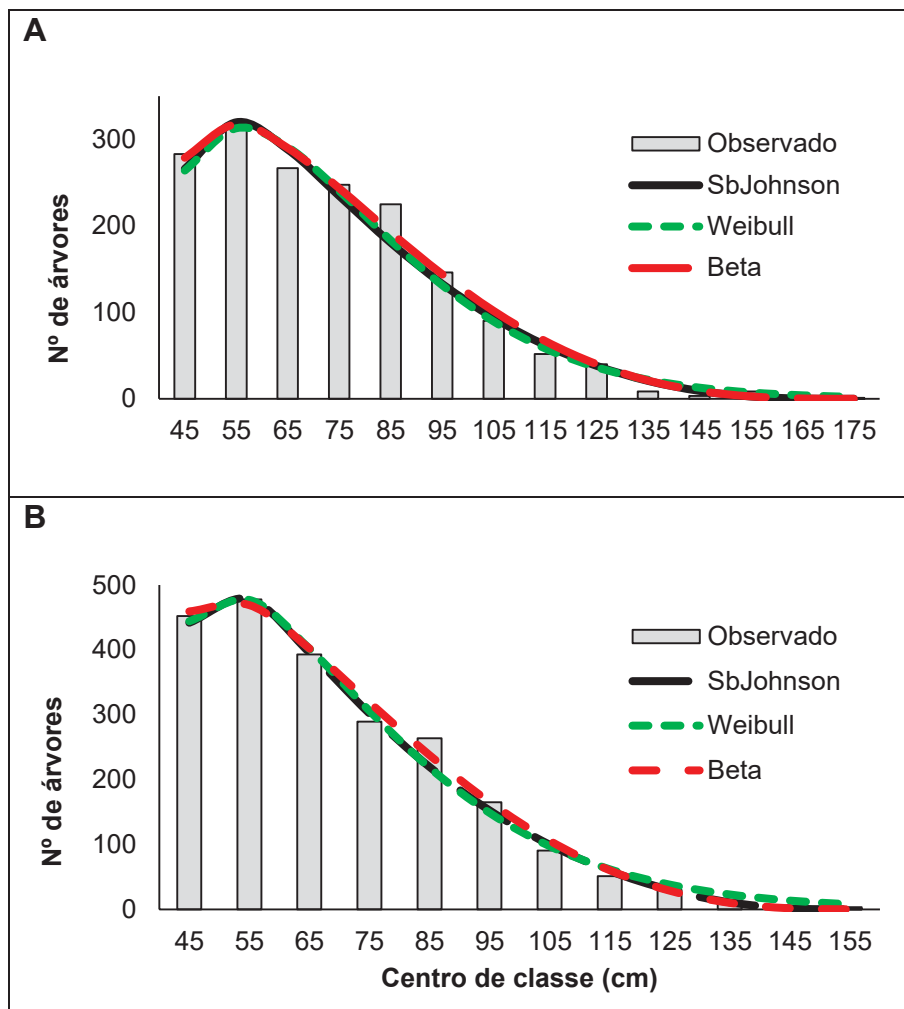 A
Nº de árvores
300
200
100
0
Observado
SbJohnson
Weibull
Beta
45 55 65 75 85 95 105 115 125 135 145 155 165 175
B
Nº de árvores
500
400
300
200
100
0
Observado
SbJohnson
Weibull
Beta
45 55 65 75 85 95 105 115 125 135 145 155
Centro de classe (cm)